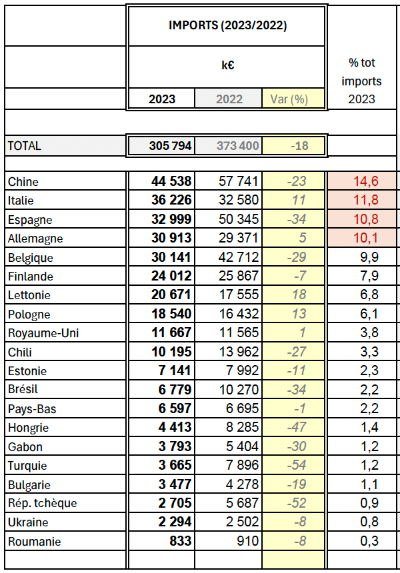 IMPORTS (2023/2022)
k€
% tot
imports
2023
2023 2022 Var (%)
TOTAL 305 794 373 400 -18
Chine 44 538 57 741 -23 14,6
Italie 36 226 32 580 11 11,8
Espagne 32 999 50 345 -34 10,8
Allemagne 30 913 29 371 5 10,1
Belgique 30 141 42 712 -29 9,9
Finlande 24 012 25 867 -7 7,9
Lettonie 20 671 17 555 18 6,8
Pologne 18 540 16 432 13 6,1
Royaume-Uni 11 667 11 565 1 3,8
Chili 10 195 13 962 -27 3,3
Estonie 7 141 7 992 -11 2,3
Brésil 6 779 10 270 -34 2,2
Pays-Bas 6 597 6 695 -1 2,2
Hongrie 4 413 8 285 -47 1,4
Gabon 3 793 5 404 -30 1,2
Turquie 3 665 7 896 -54 1,2
Bulgarie 3 477 4 278 -19 1,1
Rép. tchèque 2 705 5 687 -52 0,9
Ukraine 2 294 2 502 -8 0,8
Roumanie 833 910 -8 0,3